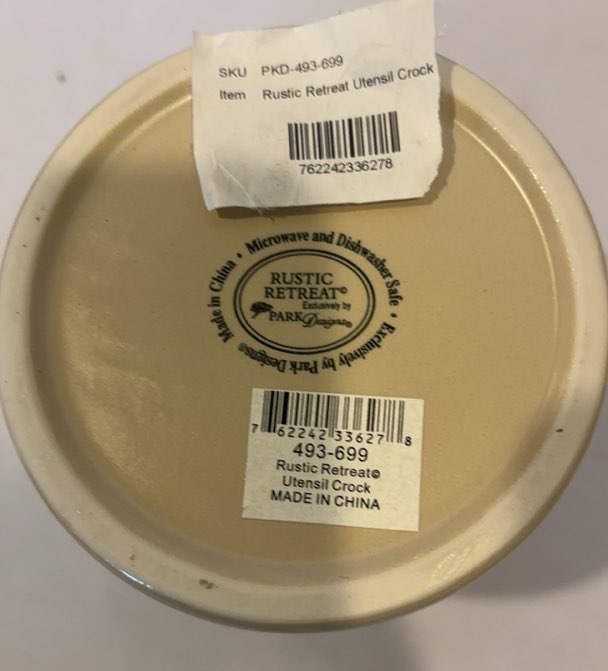 SKU PKD-493-699
Item Rustic Retreat Utensil Crock
762242336278
Made in China • Microwave and Dishwasher Safe • Exclusively by Park Designs®
RUSTIC
RETREAT©
Exclusively by
PARK Designs®
7 62242 33627 8
493-699
Rustic Retreat©
Utensil Crock
MADE IN CHINA